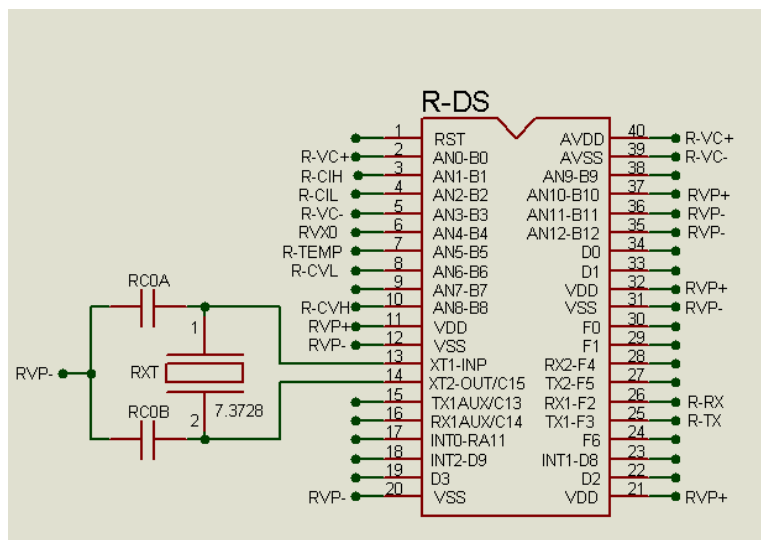 R-DS
1 RST AVDD 40 R-VC+
R-VC+ 2 AN0-B0 AVSS 39 R-VC-
R-CIH 3 AN1-B1 AN9-B9 38
R-CIL 4 AN2-B2 AN10-B10 37 RVP+
R-VC- 5 AN3-B3 AN11-B11 36 RVP-
RVX0 6 AN4-B4 AN12-B12 35 RVP-
R-TEMP 7 AN5-B5 D0 34
R-CVL 8 AN6-B6 D1 33
9 AN7-B7 VDD 32 RVP+
R-CVH 10 AN8-B8 VSS 31 RVP-
RVP+ 11 VDD F0 30
RVP- 12 VSS F1 29
13 XT1-INP RX2-F4 28
14 XT2-OUT/C15 TX2-F5 27
15 TX1AUX/C13 RX1-F2 26 R-RX
16 RX1AUX/C14 TX1-F3 25 R-TX
17 INT0-RA11 F6 24
18 INT2-D9 INT1-D8 23
19 D3 D2 22
RVP- 20 VSS VDD 21 RVP+
RC0A
1
RVP-
RXT
7.3728
2
RC0B